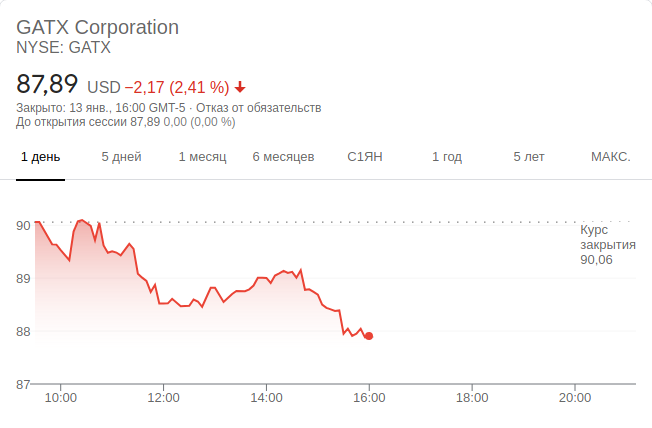 GATX Corporation
NYSE: GATX
87,89 USD −2,17 (2,41 %)
Закрыто: 13 янв., 16:00 GMT-5 · Отказ от обязательств
До открытия сессии 87,89 0,00 (0,00 %)
1 день 5 дней 1 месяц 6 месяцев С1ЯН 1 год 5 лет МАКС.
90
Курс
закрытия
90,06
89
88
87
10:00 12:00 14:00 16:00 18:00 20:00